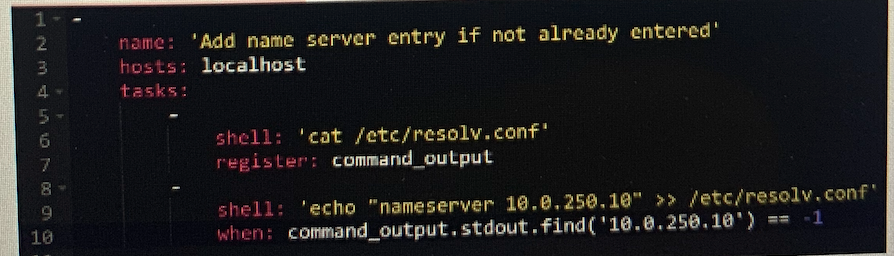 1 -
2 name: 'Add name server entry if not already entered'
3 hosts: localhost
4 tasks:
5 -
6 shell: 'cat /etc/resolv.conf'
7 register: command_output
8 -
9 shell: 'echo "nameserver 10.0.250.10" >> /etc/resolv.conf'
10 when: command_output.stdout.find('10.0.250.10') == -1